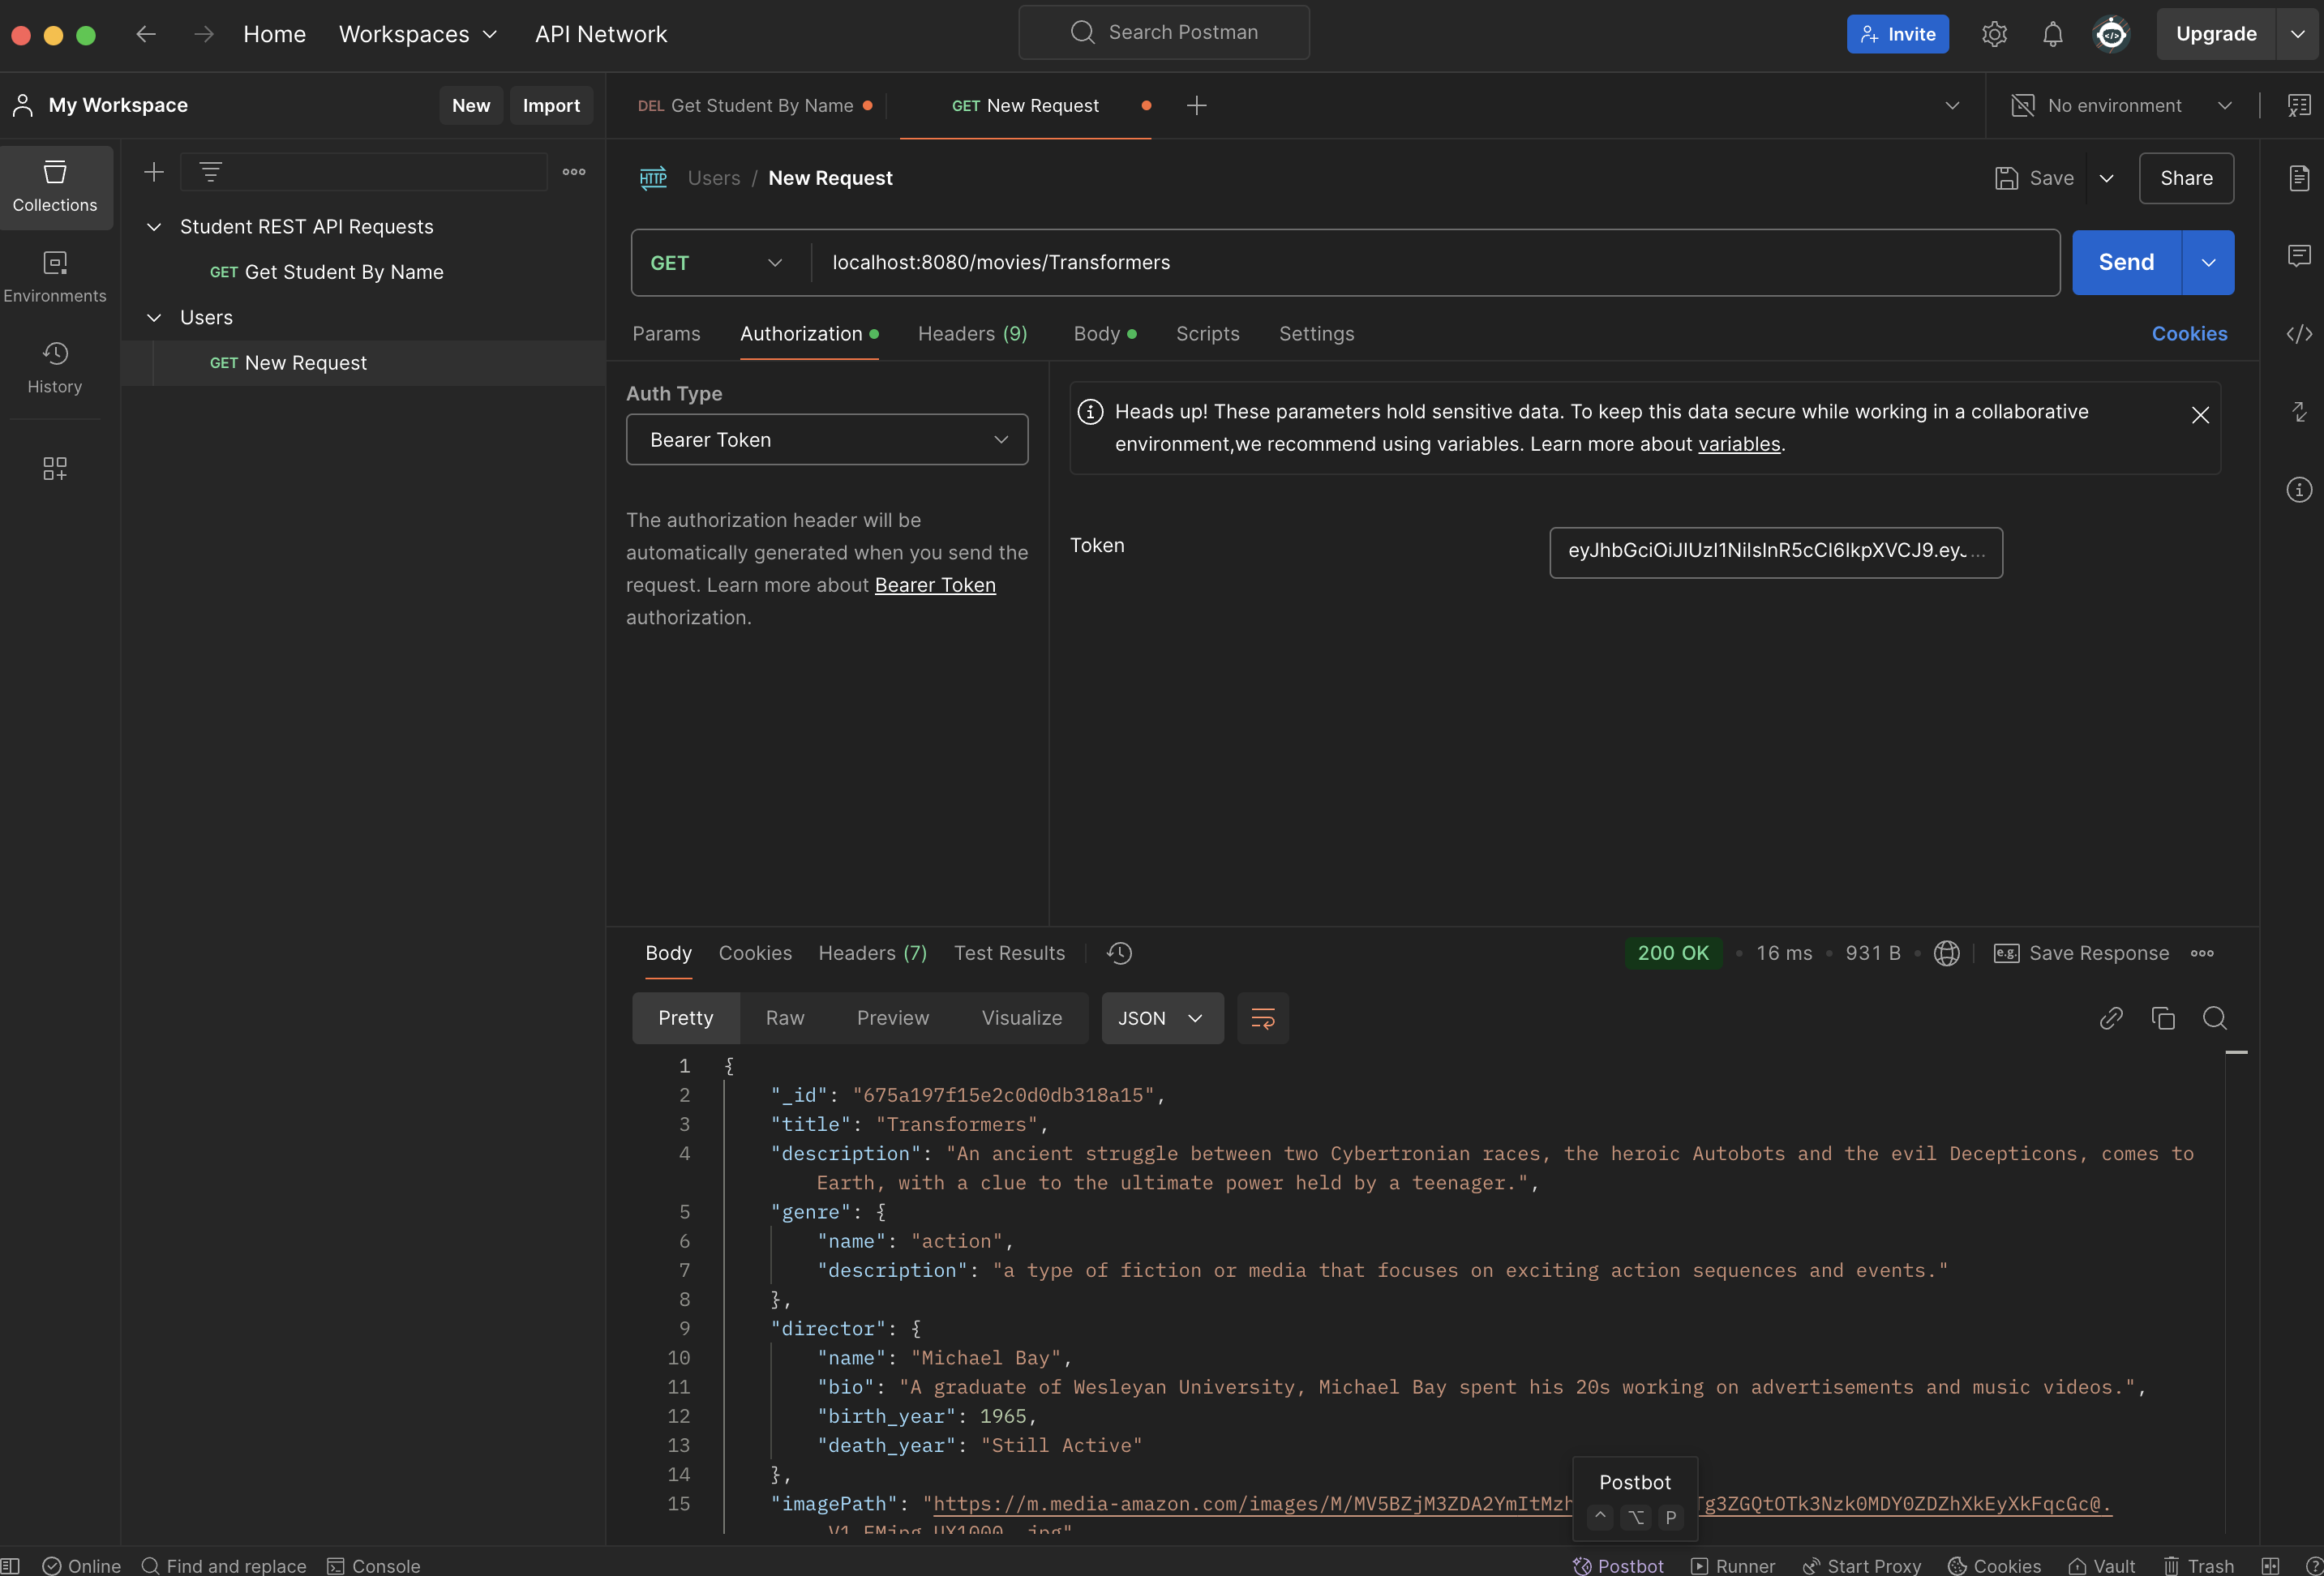 Home Workspaces API Network Search Postman Invite Upgrade
My Workspace New Import DEL Get Student By Name GET New Request No environment
Collections
Environments
History
Student REST API Requests
GET Get Student By Name
Users
GET New Request
HTTP Users / New Request Save Share
GET localhost:8080/movies/Transformers Send
Params Authorization Headers (9) Body Scripts Settings Cookies
Auth Type
Bearer Token
The authorization header will be
automatically generated when you send the
request. Learn more about Bearer Token
authorization.
Heads up! These parameters hold sensitive data. To keep this data secure while working in a collaborative
environment,we recommend using variables. Learn more about variables.
Token
Body Cookies Headers (7) Test Results 200 OK • 16 ms • 931 B • e.g. Save Response
Pretty Raw Preview Visualize JSON
1 {
2 "_id": "675a197f15e2c0d0db318a15",
3 "title": "Transformers",
4 "description": "An ancient struggle between two Cybertronian races, the heroic Autobots and the evil Decepticons, comes to
Earth, with a clue to the ultimate power held by a teenager.",
5 "genre": {
6 "name": "action",
7 "description": "a type of fiction or media that focuses on exciting action sequences and events."
8 },
9 "director": {
10 "name": "Michael Bay",
11 "bio": "A graduate of Wesleyan University, Michael Bay spent his 20s working on advertisements and music videos.",
12 "birth_year": 1965,
13 "death_year": "Still Active"
14 },
15 "imagePath":
Postbot
^ ⌥ P
Online Find and replace Console Postbot Runner Start Proxy Cookies Vault Trash